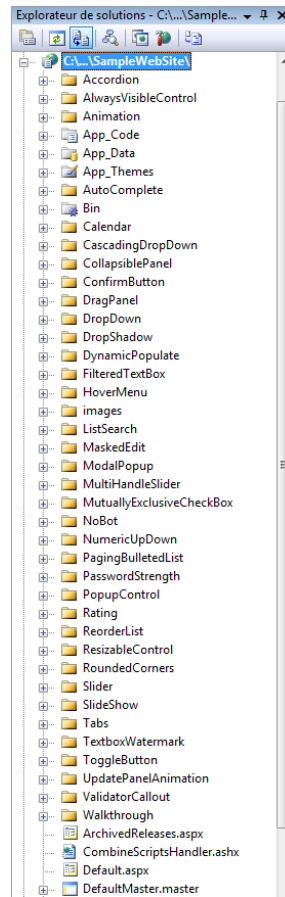 Explorateur de solutions - C:\...\Sample...
C:\...\SampleWebSite\
Accordion
AlwaysVisibleControl
Animation
App_Code
App_Data
App_Themes
AutoComplete
Bin
Calendar
CascadingDropDown
CollapsiblePanel
ConfirmButton
DragPanel
DropDown
DropShadow
DynamicPopulate
FilteredTextBox
HoverMenu
images
ListSearch
MaskedEdit
ModalPopup
MultiHandleSlider
MutuallyExclusiveCheckBox
NoBot
NumericUpDown
PagingBulletedList
PasswordStrength
PopupControl
Rating
ReorderList
ResizableControl
RoundedCorners
Slider
SlideShow
Tabs
TextboxWatermark
ToggleButton
UpdatePanelAnimation
ValidatorCallout
Walkthrough
ArchivedReleases.aspx
CombineScriptsHandler.ashx
Default.aspx
DefaultMaster.master